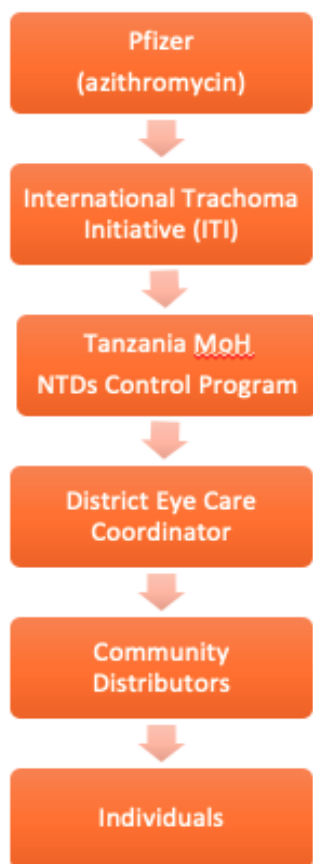 Pfizer
(azithromycin)
International Trachoma
Initiative (ITI)
Tanzania MoH
NTDs Control Program
District Eye Care
Coordinator
Community
Distributors
Individuals